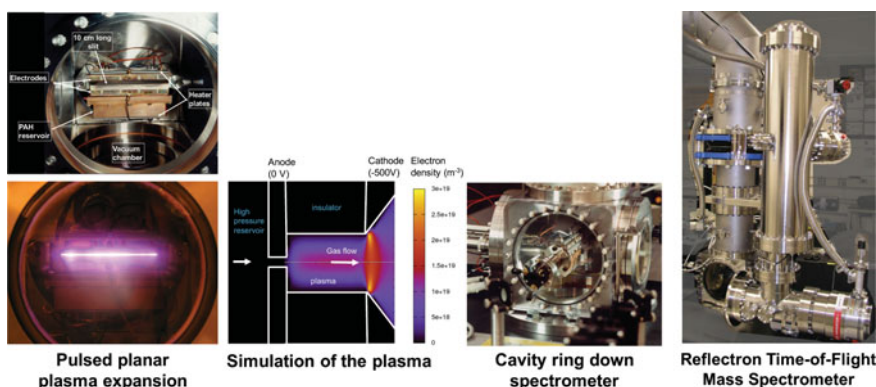 10 cm long
slit
Electrodes
Heater
plates
PAH
reservoir
Vacuum
chamber
Pulsed planar
plasma expansion
Anode
(0 V)
Cathode
(-500V)
Electron
density (m⁻³)
insulator
High
pressure
reservoir
Gas flow
plasma
3e+19
2e+19
2e+19
1.5e+19
1e+19
5e+18
Simulation of the plasma
Cavity ring down
spectrometer
Reflectron Time-of-Flight
Mass Spectrometer